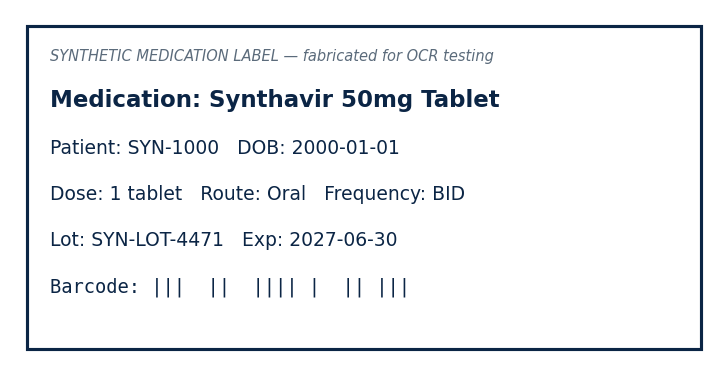 SYNTHETIC MEDICATION LABEL — fabricated for OCR testing
Medication: Synthavir 50mg Tablet
Patient: SYN-1000   DOB: 2000-01-01
Dose: 1 tablet   Route: Oral   Frequency: BID
Lot: SYN-LOT-4471   Exp: 2027-06-30
Barcode: |||  ||  |||| |  || |||